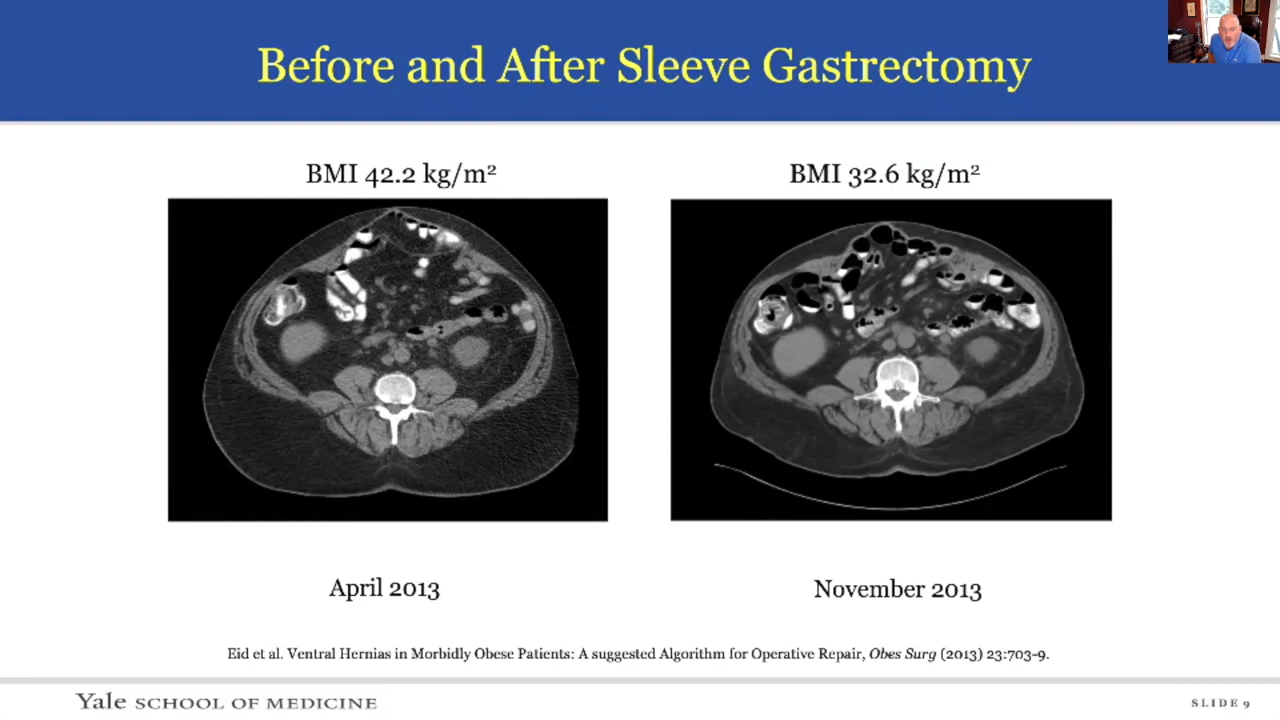 Before and After Sleeve Gastrectomy
BMI 42.2 kg/m²
BMI 32.6 kg/m²
April 2013
November 2013
Eid et al. Ventral Hernias in Morbidly Obese Patients: A suggested Algorithm for Operative Repair, Obes Surg (2013) 23:703-9.
Yale SCHOOL OF MEDICINE
SLIDE 9